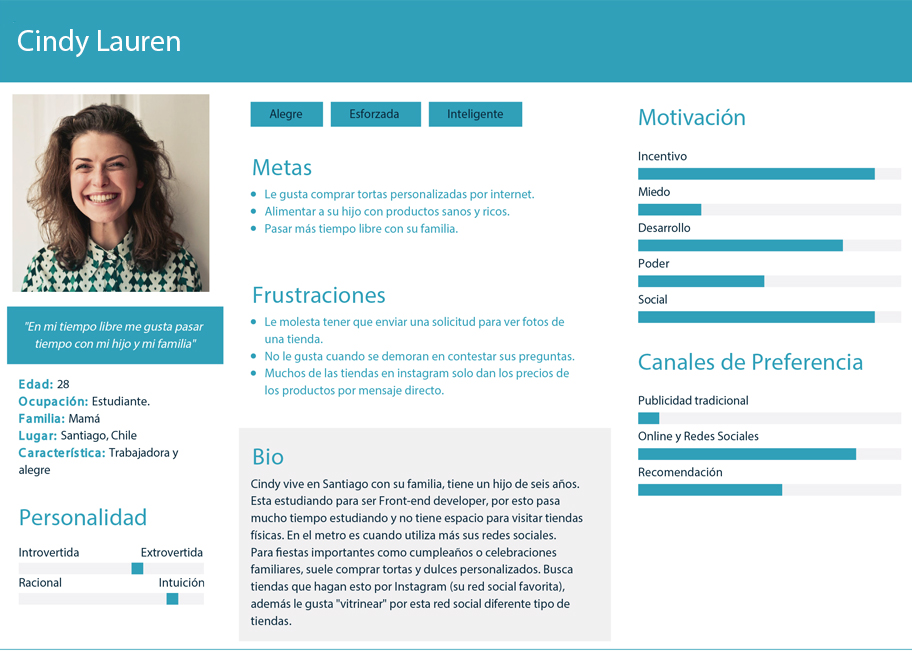 Cindy Lauren
"En mi tiempo libre me gusta pasar
tiempo con mi hijo y mi familia"
Edad: 28
Ocupación: Estudiante.
Familia: Mamá
Lugar: Santiago, Chile
Característica: Trabajadora y
alegre
Personalidad
Introvertida Extrovertida
Racional Intuición
Alegre Esforzada Inteligente
Metas
Le gusta comprar tortas personalizadas por internet.
Alimentar a su hijo con productos sanos y ricos.
Pasar más tiempo libre con su familia.
Frustraciones
Le molesta tener que enviar una solicitud para ver fotos de
una tienda.
No le gusta cuando se demoran en contestar sus preguntas.
Muchos de las tiendas en instagram solo dan los precios de
los productos por mensaje directo.
Bio
Cindy vive en Santiago con su familia, tiene un hijo de seis años.
Esta estudiando para ser Front-end developer, por esto pasa
mucho tiempo estudiando y no tiene espacio para visitar tiendas
físicas. En el metro es cuando utiliza más sus redes sociales.
Para fiestas importantes como cumpleaños o celebraciones
familiares, suele comprar tortas y dulces personalizados. Busca
tiendas que hagan esto por Instagram (su red social favorita),
además le gusta "vitrinear" por esta red social diferente tipo de
tiendas.
Motivación
Incentivo
Miedo
Desarrollo
Poder
Social
Canales de Preferencia
Publicidad tradicional
Online y Redes Sociales
Recomendación